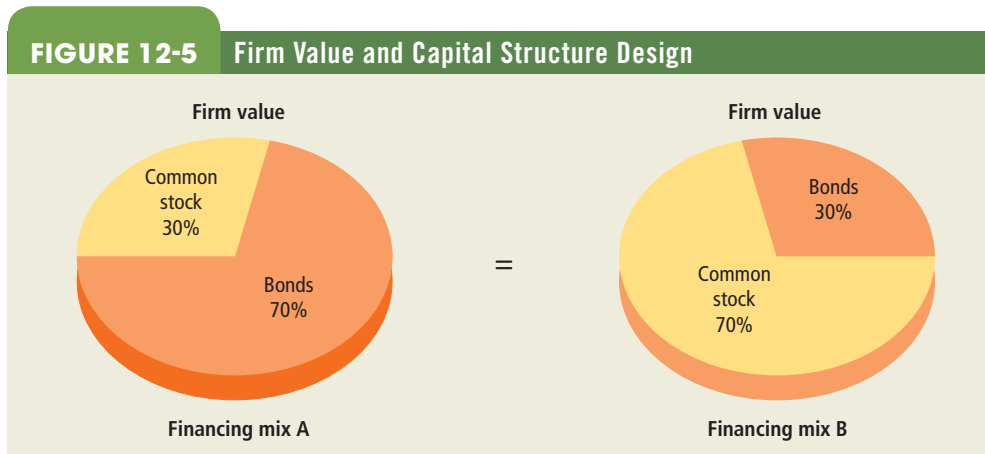 FIGURE 12-5 Firm Value and Capital Structure Design
Firm value
Common
stock
30%
Bonds
70%
Financing mix A
=
Firm value
Bonds
30%
Common
stock
70%
Financing mix B